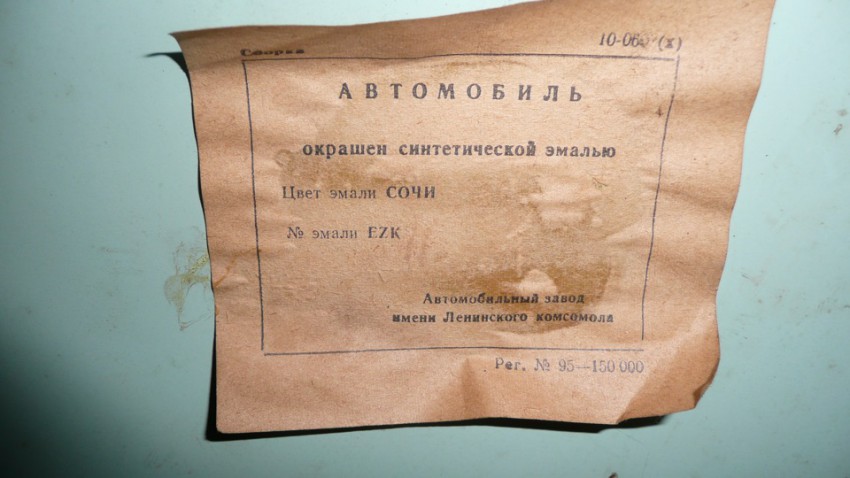 Сборка
10-06 (х)
АВТОМОБИЛЬ
окрашен синтетической эмалью
Цвет эмали СОЧИ
№ эмали EZK
Автомобильный завод
имени Ленинского комсомола
Рег. № 95—150 000